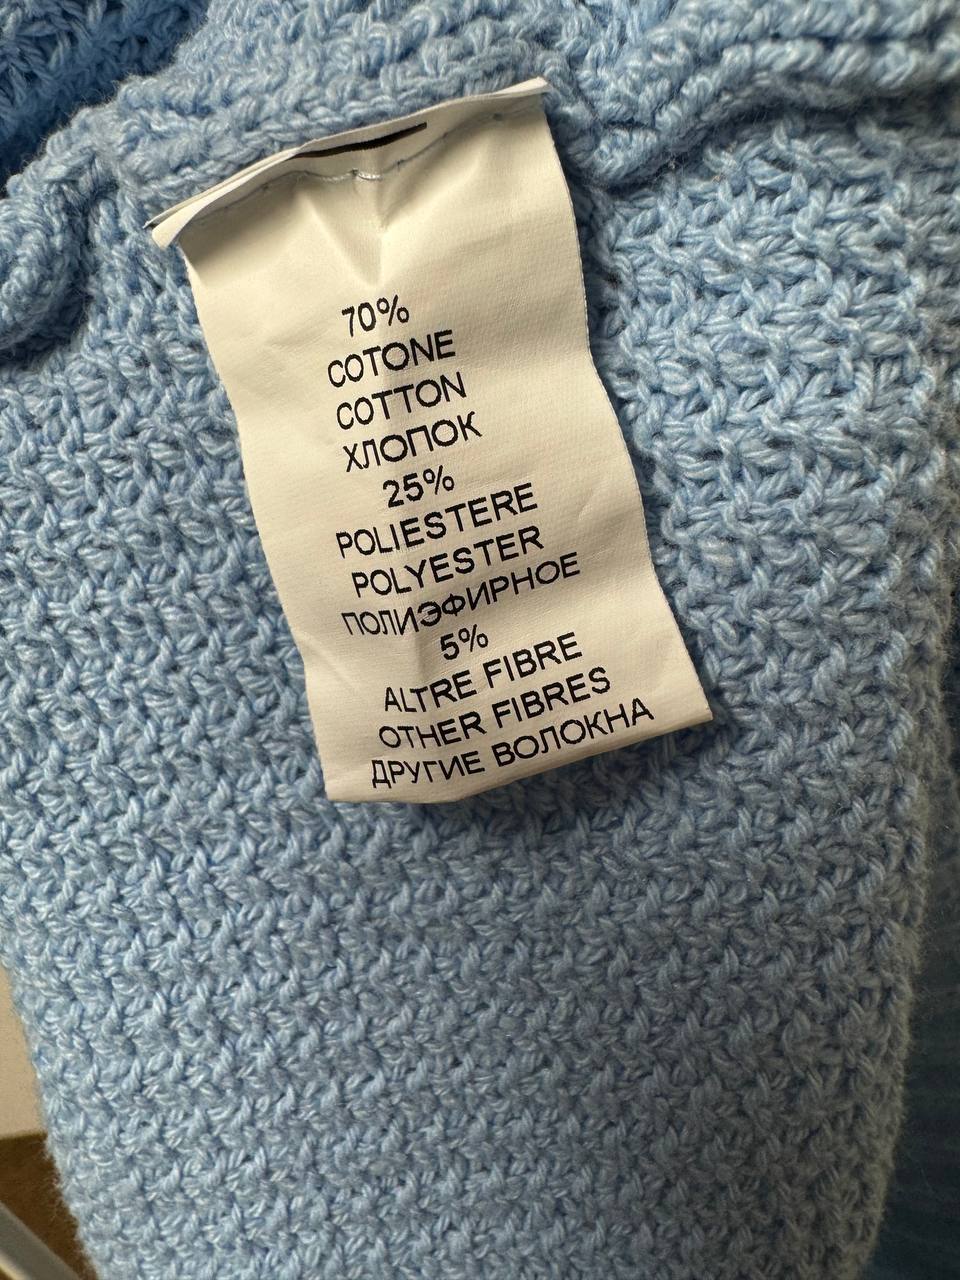 70%
COTONE
COTTON
ХЛОПОК
25%
POLIESTERE
POLYESTER
ПОЛИЭФИРНОЕ
5%
ALTRE FIBRE
OTHER FIBRES
ДРУГИЕ ВОЛОКНА